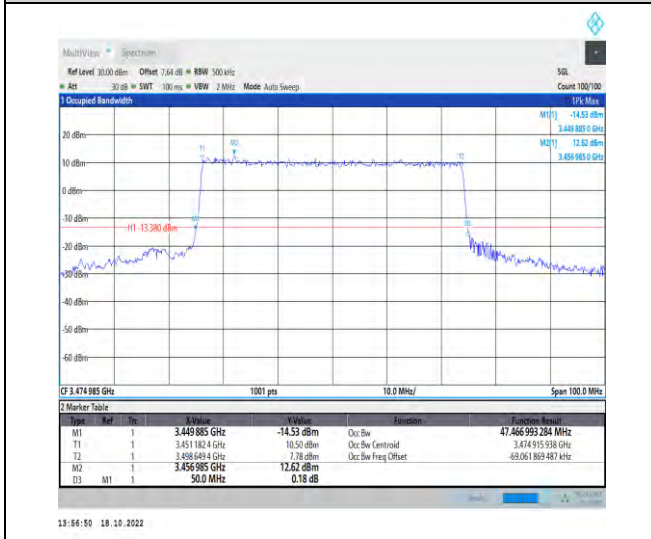 MultiView Spectrum
Ref Level 30.00 dBm Offset 7.64 dB RBW 500 kHz SGL
Att 30 dB SWT 100 ms VBW 2 MHz Mode Auto Sweep Count 100/100
1 Occupied Bandwidth 1Pk Max
M1[1] -14.53 dBm
3.449 885 0 GHz
M2[1] 12.62 dBm
3.456 985 0 GHz
20 dBm
T1 M2 T2
10 dBm
0 dBm
-10 dBm
M1 D3
H1 -13.380 dBm
-20 dBm
-30 dBm
-40 dBm
-50 dBm
-60 dBm
CF 3.474 985 GHz 1001 pts 10.0 MHz/ Span 100.0 MHz
2 Marker Table
Type Ref Trc X-Value Y-Value Function Function Result
M1 1 3.449 885 GHz -14.53 dBm Occ Bw 47.466 993 284 MHz
T1 1 3.451 182 4 GHz 10.50 dBm Occ Bw Centroid 3.474 915 938 GHz
T2 1 3.498 649 4 GHz 7.78 dBm Occ Bw Freq Offset -69.061 869 487 kHz
M2 1 3.456 985 GHz 12.62 dBm
D3 M1 1 50.0 MHz 0.18 dB
13:56:50 18.10.2022